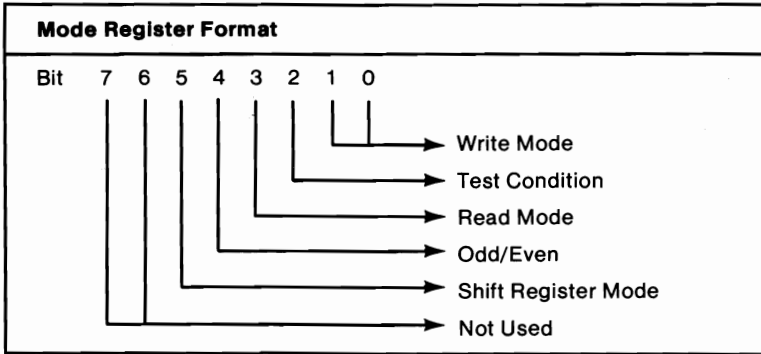 Mode Register Format
Bit 7 6 5 4 3 2 1 0
Write Mode
Test Condition
Read Mode
Odd/Even
Shift Register Mode
Not Used